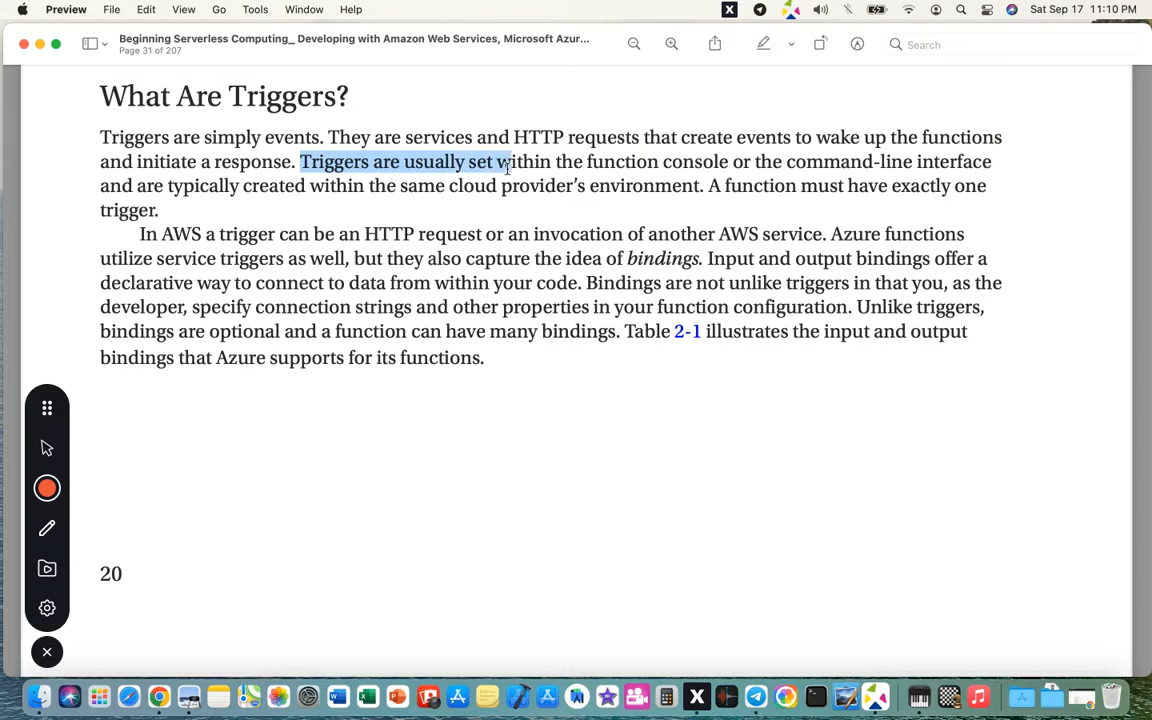 Preview File Edit View Go Tools Window Help Sat Sep 17 11:10 PM
Beginning Serverless Computing_ Developing with Amazon Web Services, Microsoft Azur...
Page 31 of 207
Search
What Are Triggers?
Triggers are simply events. They are services and HTTP requests that create events to wake up the functions
and initiate a response. Triggers are usually set within the function console or the command-line interface
and are typically created within the same cloud provider’s environment. A function must have exactly one
trigger.
In AWS a trigger can be an HTTP request or an invocation of another AWS service. Azure functions
utilize service triggers as well, but they also capture the idea of bindings. Input and output bindings offer a
declarative way to connect to data from within your code. Bindings are not unlike triggers in that you, as the
developer, specify connection strings and other properties in your function configuration. Unlike triggers,
bindings are optional and a function can have many bindings. Table 2-1 illustrates the input and output
bindings that Azure supports for its functions.
20